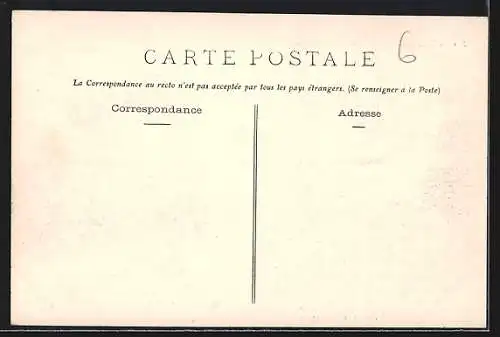 CARTE POSTALE 6
La Correspondance au recto n'est pas acceptée par tous les pays étrangers. (Se renseigner à la Poste)
Correspondance
Adresse